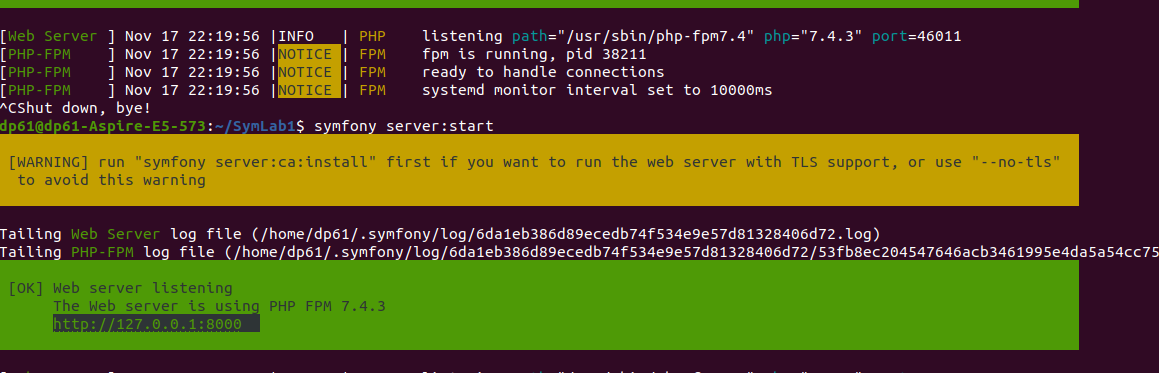 [Web Server ] Nov 17 22:19:56 |INFO   | PHP    listening path="/usr/sbin/php-fpm7.4" php="7.4.3" port=46011
[PHP-FPM    ] Nov 17 22:19:56 |NOTICE | FPM    fpm is running, pid 38211
[PHP-FPM    ] Nov 17 22:19:56 |NOTICE | FPM    ready to handle connections
[PHP-FPM    ] Nov 17 22:19:56 |NOTICE | FPM    systemd monitor interval set to 10000ms
^CShut down, bye!
dp61@dp61-Aspire-E5-573:~/SymLab1$ symfony server:start
[WARNING] run "symfony server:ca:install" first if you want to run the web server with TLS support, or use "--no-tls"
to avoid this warning
Tailing Web Server log file (/home/dp61/.symfony/log/6da1eb386d89ecedb74f534e9e57d81328406d72.log)
Tailing PHP-FPM log file (/home/dp61/.symfony/log/6da1eb386d89ecedb74f534e9e57d81328406d72/53fb8ec204547646acb3461995e4da5a54cc75
[OK] Web server listening
The Web server is using PHP FPM 7.4.3
http://127.0.0.1:8000